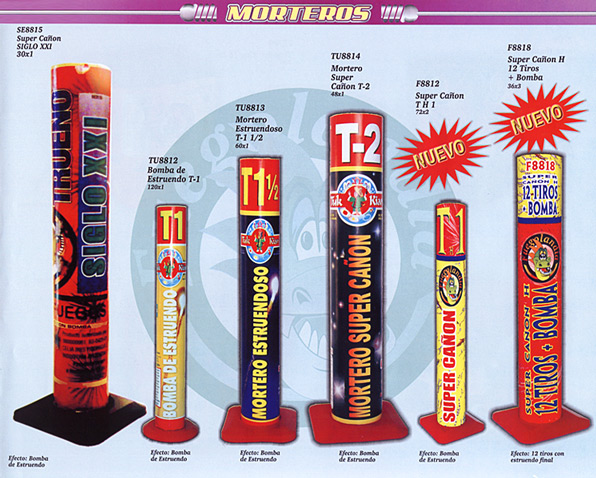 MORTEROS
SE8815
Super Cañon
SIGLO XXI
30x1
TRUENO
SIGLO XXI
Efecto: Bomba
de Estruendo
TU8812
Bomba de
Estruendo T-1
120x1
T1
BOMBA DE ESTRUENDO
Efecto: Bomba
de Estruendo
TU8813
Mortero
Estruendoso
T-1 1/2
60x1
T1 1/2
MORTERO ESTRUENDOSO
Efecto: Bomba
de Estruendo
TU8814
Mortero
Super
Cañon T-2
48x1
T-2
MORTERO SUPER CAÑON
Efecto: Bomba
de Estruendo
F8812
Super Cañon
T H 1
72x2
NUEVO
T1
SUPER CAÑON
Efecto: Bomba
de Estruendo
F8818
Super Cañon H
12 Tiros
+ Bomba
36x3
NUEVO
F8818
SUPER
CAÑON H
12-TIROS
+ BOMBA
SUPER CAÑON H
12-TIROS + BOMBA
Efecto: 12 tiros con
estruendo final